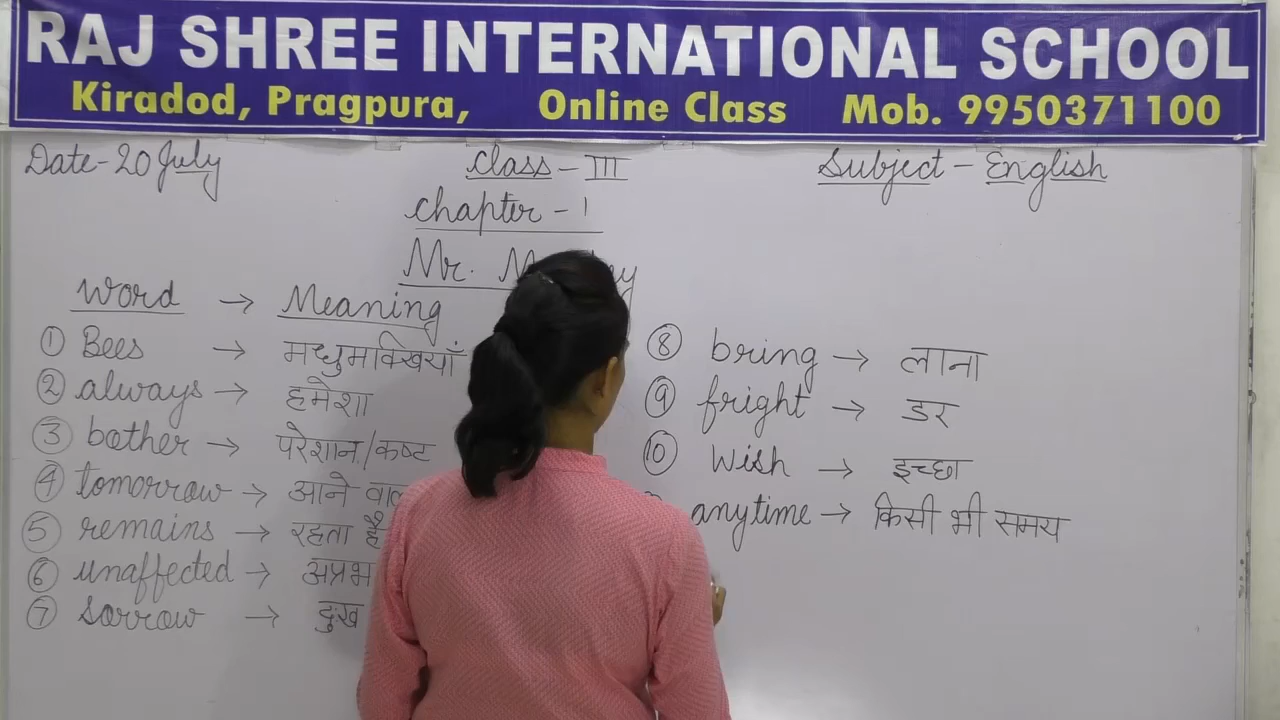 RAJ SHREE INTERNATIONAL SCHOOL
Kiradod, Pragpura, Online Class Mob. 9950371100
Date-20 July Class-III Subject-English
Chapter-1
Mr.
Word → Meaning
① Bees → मधुमक्खियाँ
② always → हमेशा
③ bother → परेशान/कष्ट
④ tomorrow → आने
⑤ remains → रहता है
⑥ unaffected →
⑦ sorrow → दुःख
⑧ bring → लाना
⑨ fright → डर
⑩ wish → इच्छा
anytime → किसी भी समय